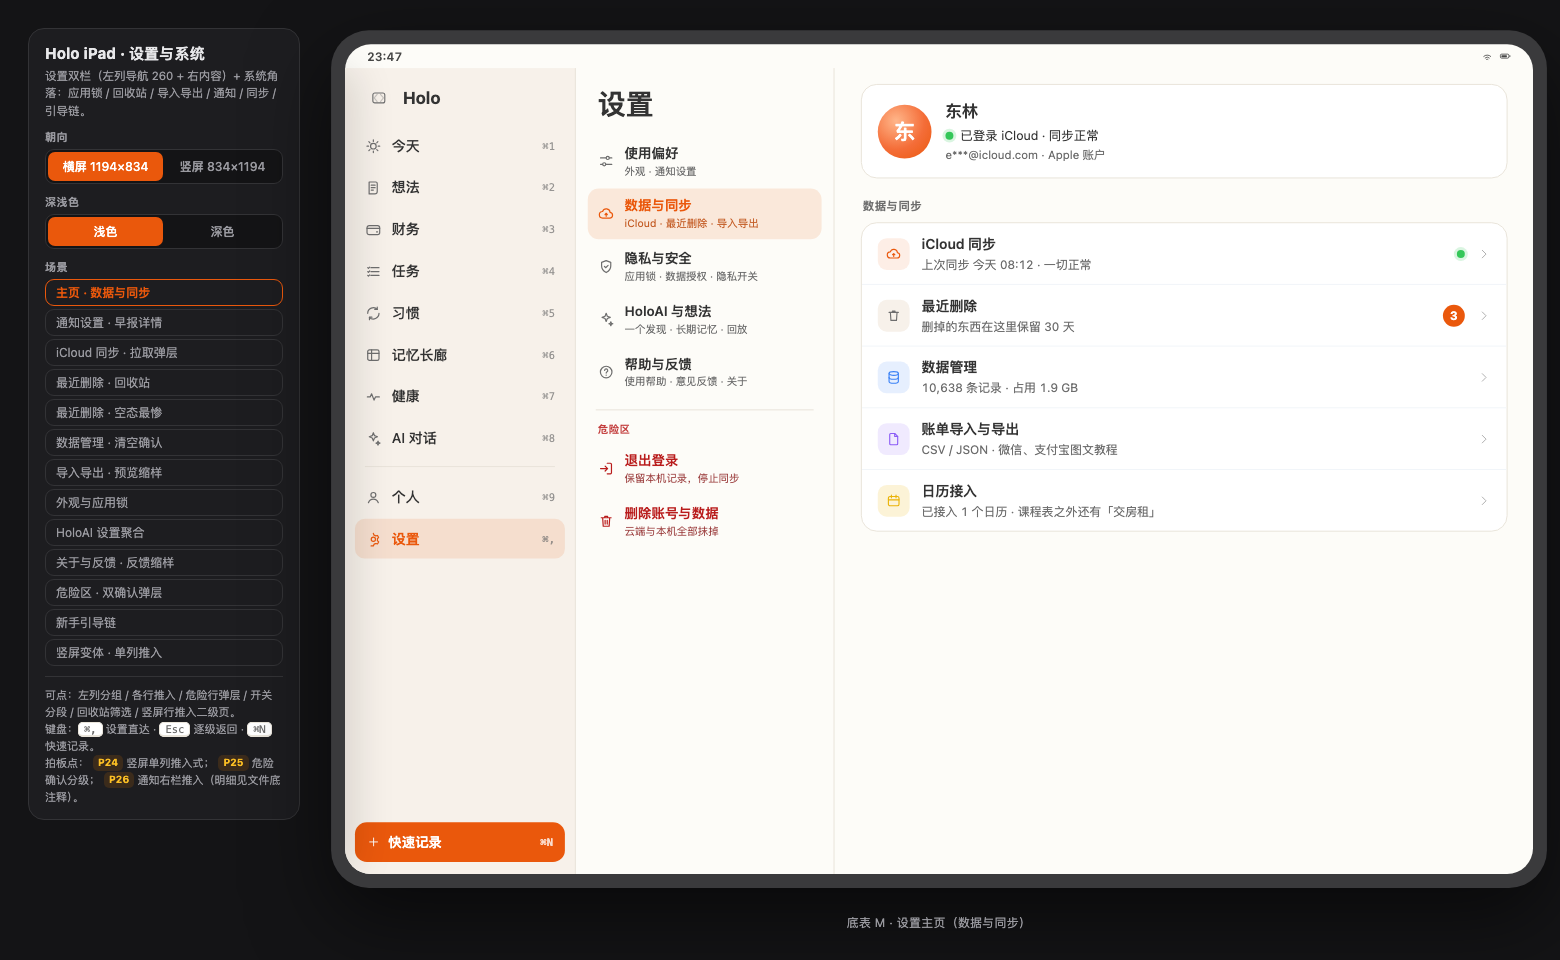 Holo iPad · 设置与系统
设置双栏（左列导航 260 + 右内容）+ 系统角
落：应用锁 / 回收站 / 导入导出 / 通知 / 同步 /
引导链。
朝向
横屏 1194×834
竖屏 834×1194
深浅色
浅色
深色
场景
主页 · 数据与同步
通知设置 · 早报详情
iCloud 同步 · 拉取弹层
最近删除 · 回收站
最近删除 · 空态最惨
数据管理 · 清空确认
导入导出 · 预览缩样
外观与应用锁
HoloAI 设置聚合
关于与反馈 · 反馈缩样
危险区 · 双确认弹层
新手引导链
竖屏变体 · 单列推入
可点：左列分组 / 各行推入 / 危险行弹层 / 开关
分段 / 回收站筛选 / 竖屏行推入二级页。
键盘： ⌘, 设置直达 · Esc 逐级返回 · ⌘N
快速记录。
拍板点： P24 竖屏单列推入式； P25 危险
确认分级； P26 通知右栏推入（明细见文件底
注释）。
23:47
Holo
今天 ⌘1
想法 ⌘2
财务 ⌘3
任务 ⌘4
习惯 ⌘5
记忆长廊 ⌘6
健康 ⌘7
AI 对话 ⌘8
个人 ⌘9
设置 ⌘,
快速记录 ⌘N
设置
使用偏好
外观 · 通知设置
数据与同步
iCloud · 最近删除 · 导入导出
隐私与安全
应用锁 · 数据授权 · 隐私开关
HoloAI 与想法
一个发现 · 长期记忆 · 回放
帮助与反馈
使用帮助 · 意见反馈 · 关于
危险区
退出登录
保留本机记录，停止同步
删除账号与数据
云端与本机全部抹掉
东
东林
已登录 iCloud · 同步正常
e***@icloud.com · Apple 账户
数据与同步
iCloud 同步
上次同步 今天 08:12 · 一切正常
最近删除
删掉的东西在这里保留 30 天
3
数据管理
10,638 条记录 · 占用 1.9 GB
账单导入与导出
CSV / JSON · 微信、支付宝图文教程
日历接入
已接入 1 个日历 · 课程表之外还有「交房租」
底表 M · 设置主页（数据与同步）